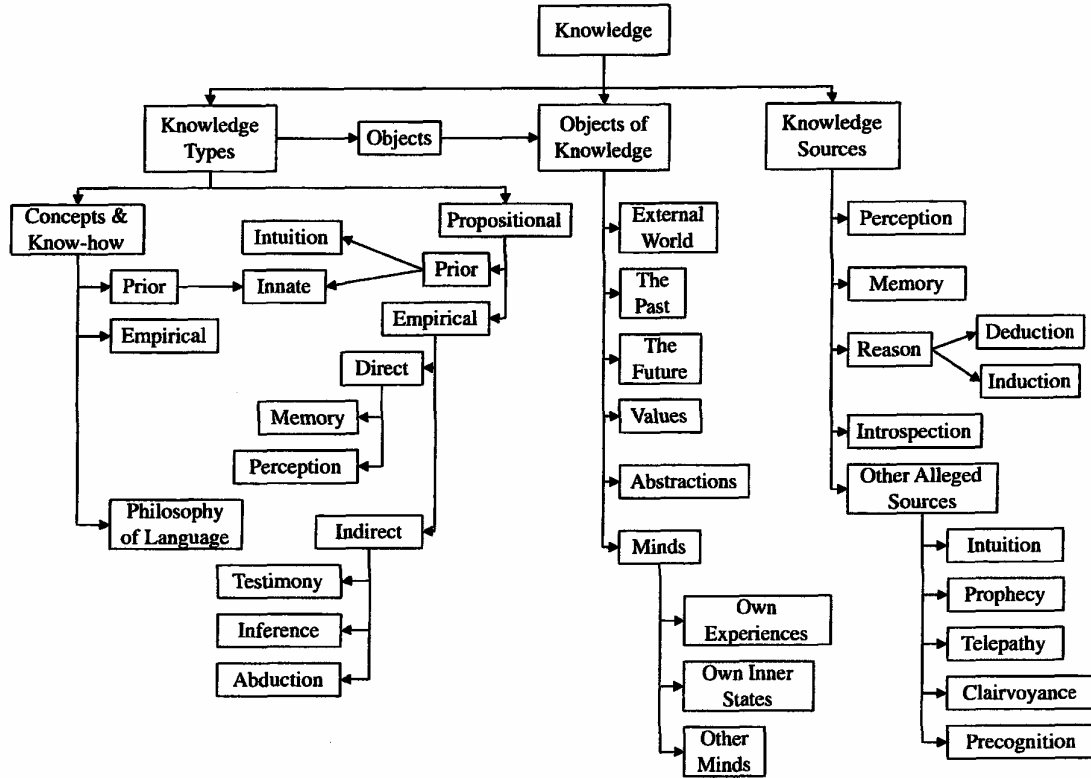 Knowledge
Knowledge
Types
Objects
Objects of
Knowledge
Knowledge
Sources
Concepts &
Know-how
Prior
Innate
Empirical
Philosophy
of Language
Propositional
Intuition
Prior
Empirical
Direct
Memory
Perception
Indirect
Testimony
Inference
Abduction
External
World
The
Past
The
Future
Values
Abstractions
Minds
Own
Experiences
Own Inner
States
Other
Minds
Perception
Memory
Reason
Deduction
Induction
Introspection
Other Alleged
Sources
Intuition
Prophecy
Telepathy
Clairvoyance
Precognition